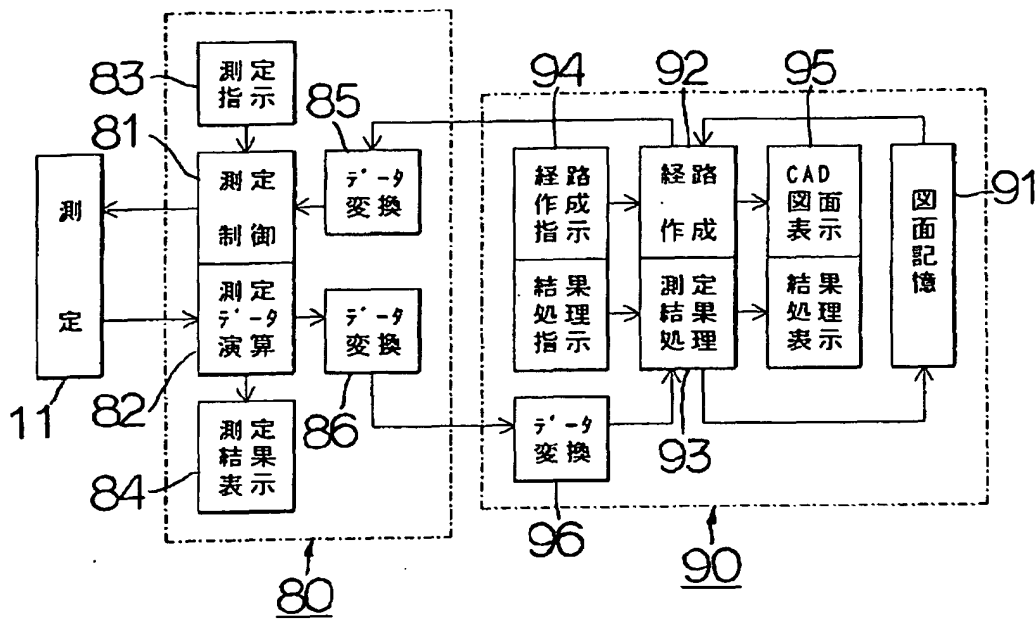 83
測定
指示
81
測定
制御
85
データ
変換
測
定
11
測定
データ
演算
82
データ
変換
86
測定
結果
表示
84
80
94
経路
作成
指示
92
経路
作成
95
CAD
図面
表示
図面記憶
91
結果
処理
指示
測定
結果
処理
93
結果
処理
表示
データ
変換
96
90